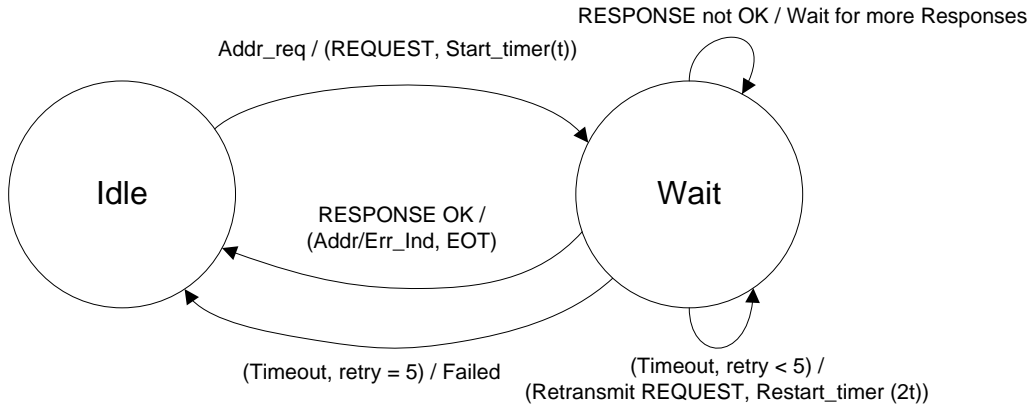 RESPONSE not OK / Wait for more Responses
Addr_req / (REQUEST, Start_timer(t))
Idle
Wait
RESPONSE OK /
(Addr/Err_Ind, EOT)
(Timeout, retry = 5) / Failed
(Timeout, retry < 5) /
(Retransmit REQUEST, Restart_timer (2t))